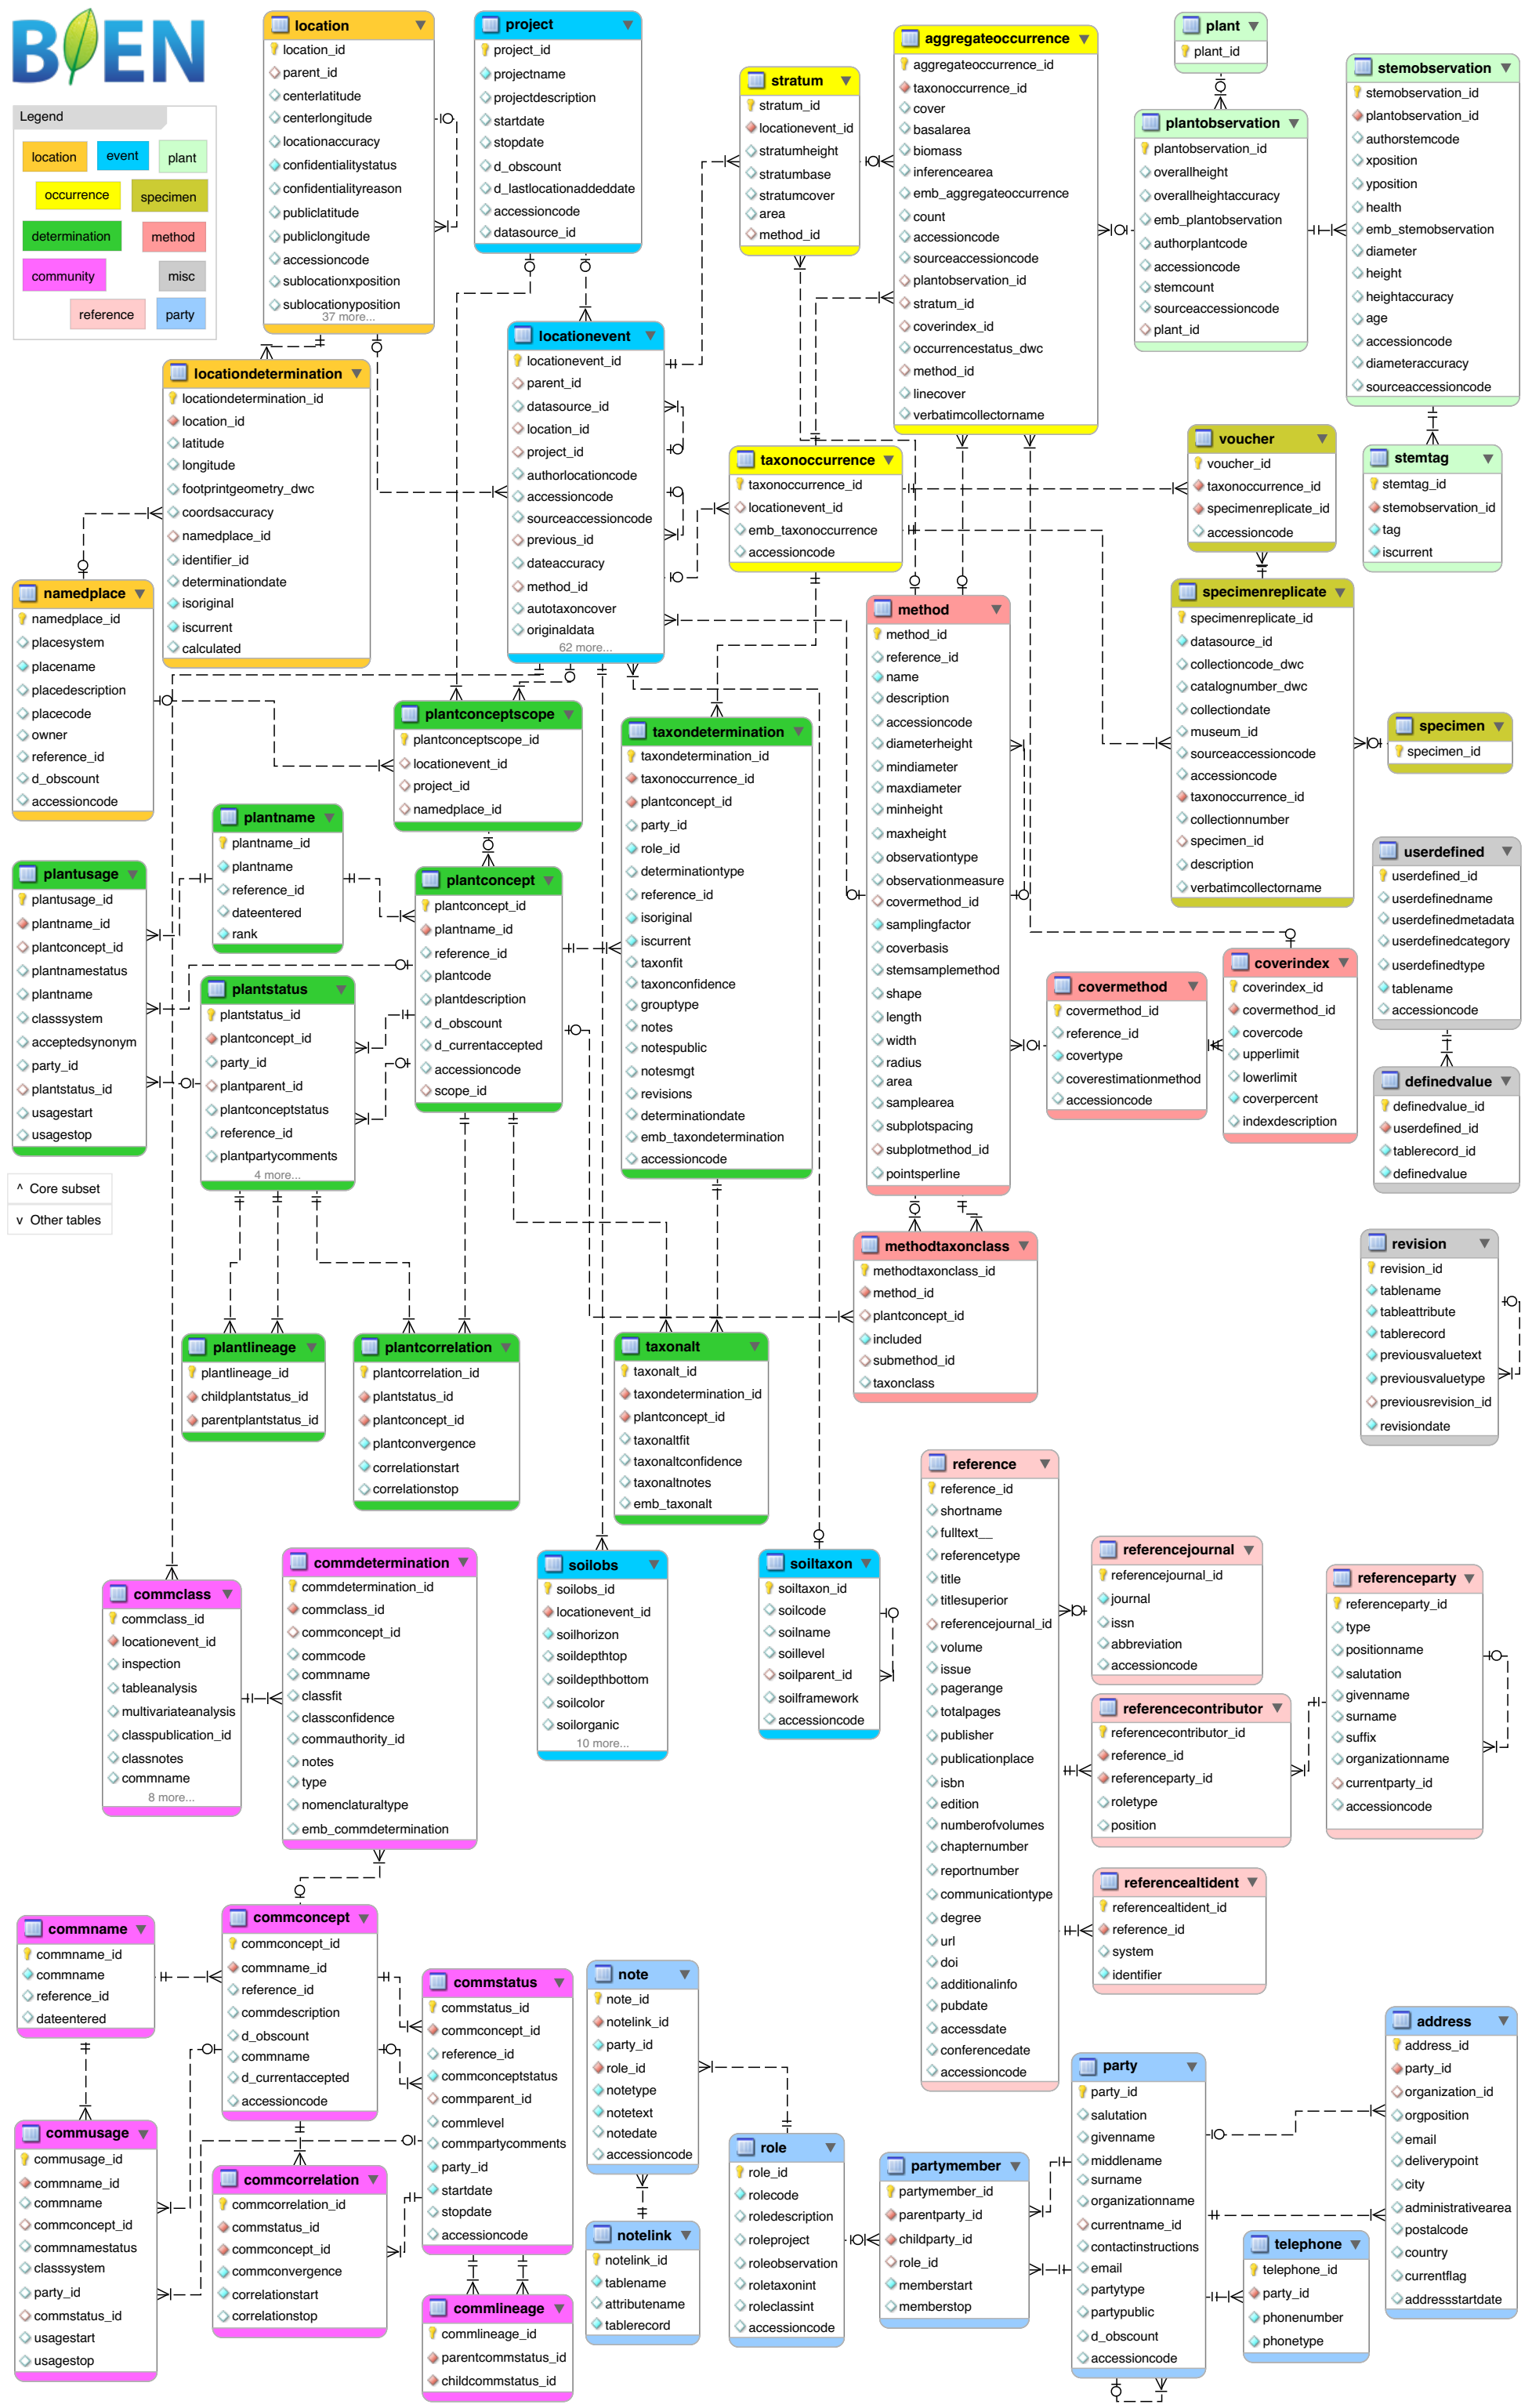 BIEN
Legend
location
event
plant
occurrence
specimen
determination
method
community
misc
reference
party
location
location_id
parent_id
centerlatitude
centerlongitude
locationaccuracy
confidentialitystatus
confidentialityreason
publiclatitude
publiclongitude
accessioncode
sublocationxposition
sublocationyposition
37 more...
project
project_id
projectname
projectdescription
startdate
stopdate
d_obscount
d_lastlocationaddeddate
accessioncode
datasource_id
stratum
stratum_id
locationevent_id
stratumheight
stratumbase
stratumcover
area
method_id
aggregateoccurrence
aggregateoccurrence_id
taxonoccurrence_id
cover
basalarea
biomass
inferencearea
emb_aggregateoccurrence
count
accessioncode
sourceaccessioncode
plantobservation_id
stratum_id
coverindex_id
occurrencestatus_dwc
method_id
linecover
verbatimcollectorname
plant
plant_id
plantobservation
plantobservation_id
overallheight
overallheightaccuracy
emb_plantobservation
authorplantcode
accessioncode
stemcount
sourceaccessioncode
plant_id
stemobservation
stemobservation_id
plantobservation_id
authorstemcode
xposition
yposition
health
emb_stemobservation
diameter
height
heightaccuracy
age
accessioncode
diameteraccuracy
sourceaccessioncode
locationdetermination
locationdetermination_id
location_id
latitude
longitude
footprintgeometry_dwc
coordsaccuracy
namedplace_id
identifier_id
determinationdate
isoriginal
iscurrent
calculated
locationevent
locationevent_id
parent_id
datasource_id
location_id
project_id
authorlocationcode
accessioncode
sourceaccessioncode
previous_id
dateaccuracy
method_id
autotaxoncover
originaldata
62 more...
taxonoccurrence
taxonoccurrence_id
locationevent_id
emb_taxonoccurrence
accessioncode
voucher
voucher_id
taxonoccurrence_id
specimenreplicate_id
accessioncode
stemtag
stemtag_id
stemobservation_id
tag
iscurrent
namedplace
namedplace_id
placesystem
placename
placedescription
placecode
owner
reference_id
d_obscount
accessioncode
method
method_id
reference_id
name
description
accessioncode
diameterheight
mindiameter
maxdiameter
minheight
maxheight
observationtype
observationmeasure
covermethod_id
samplingfactor
coverbasis
stemsamplemethod
shape
length
width
radius
area
samplearea
subplotspacing
subplotmethod_id
pointsperline
specimenreplicate
specimenreplicate_id
datasource_id
collectioncode_dwc
catalognumber_dwc
collectiondate
museum_id
sourceaccessioncode
accessioncode
taxonoccurrence_id
collectionnumber
specimen_id
description
verbatimcollectorname
specimen
specimen_id
plantconceptscope
plantconceptscope_id
locationevent_id
project_id
namedplace_id
taxondetermination
taxondetermination_id
taxonoccurrence_id
plantconcept_id
party_id
role_id
determinationtype
reference_id
isoriginal
iscurrent
taxonfit
taxonconfidence
grouptype
notes
notespublic
notesmgt
revisions
determinationdate
emb_taxondetermination
accessioncode
plantname
plantname_id
plantname
reference_id
dateentered
rank
plantusage
plantusage_id
plantname_id
plantconcept_id
plantnamestatus
plantname
classsystem
acceptedsynonym
party_id
plantstatus_id
usagestart
usagestop
plantconcept
plantconcept_id
plantname_id
reference_id
plantcode
plantdescription
d_obscount
d_currentaccepted
accessioncode
scope_id
plantstatus
plantstatus_id
plantconcept_id
party_id
plantparent_id
plantconceptstatus
reference_id
plantpartycomments
4 more...
userdefined
userdefined_id
userdefinedname
userdefinedmetadata
userdefinedcategory
userdefinedtype
tablename
accessioncode
covermethod
covermethod_id
reference_id
covertype
coverestimationmethod
accessioncode
coverindex
coverindex_id
covermethod_id
covercode
upperlimit
lowerlimit
coverpercent
indexdescription
definedvalue
definedvalue_id
userdefined_id
tablerecord_id
definedvalue
^ Core subset
v Other tables
methodtaxonclass
methodtaxonclass_id
method_id
plantconcept_id
included
submethod_id
taxonclass
revision
revision_id
tablename
tableattribute
tablerecord
previousvaluetext
previousvaluetype
previousrevision_id
revisiondate
plantlineage
plantlineage_id
childplantstatus_id
parentplantstatus_id
plantcorrelation
plantcorrelation_id
plantstatus_id
plantconcept_id
plantconvergence
correlationstart
correlationstop
taxonalt
taxonalt_id
taxondetermination_id
plantconcept_id
taxonaltfit
taxonaltconfidence
taxonaltnotes
emb_taxonalt
reference
reference_id
shortname
fulltext__
referencetype
title
titlesuperior
referencejournal_id
volume
issue
pagerange
totalpages
publisher
publicationplace
isbn
edition
numberofvolumes
chapternumber
reportnumber
communicationtype
degree
url
doi
additionalinfo
pubdate
accessdate
conferencedate
accessioncode
commclass
commclass_id
locationevent_id
inspection
tableanalysis
multivariateanalysis
classpublication_id
classnotes
commname
8 more...
commdetermination
commdetermination_id
commclass_id
commconcept_id
commcode
commname
classfit
classconfidence
commauthority_id
notes
type
nomenclaturaltype
emb_commdetermination
soilobs
soilobs_id
locationevent_id
soilhorizon
soildepthtop
soildepthbottom
soilcolor
soilorganic
10 more...
soiltaxon
soiltaxon_id
soilcode
soilname
soillevel
soilparent_id
soilframework
accessioncode
referencejournal
referencejournal_id
journal
issn
abbreviation
accessioncode
referenceparty
referenceparty_id
type
positionname
salutation
givenname
surname
suffix
organizationname
currentparty_id
accessioncode
referencecontributor
referencecontributor_id
reference_id
referenceparty_id
roletype
position
referencealtident
referencealtident_id
reference_id
system
identifier
commname
commname_id
commname
reference_id
dateentered
commconcept
commconcept_id
commname_id
reference_id
commdescription
d_obscount
commname
d_currentaccepted
accessioncode
commstatus
commstatus_id
commconcept_id
reference_id
commconceptstatus
commparent_id
commlevel
commpartycomments
party_id
startdate
stopdate
accessioncode
note
note_id
notelink_id
party_id
role_id
notetype
notetext
notedate
accessioncode
commusage
commusage_id
commname_id
commname
commconcept_id
commnamestatus
classsystem
party_id
commstatus_id
usagestart
usagestop
commcorrelation
commcorrelation_id
commstatus_id
commconcept_id
commconvergence
correlationstart
correlationstop
commlineage
commlineage_id
parentcommstatus_id
childcommstatus_id
notelink
notelink_id
tablename
attributename
tablerecord
role
role_id
rolecode
roledescription
roleproject
roleobservation
roletaxonint
roleclassint
accessioncode
partymember
partymember_id
parentparty_id
childparty_id
role_id
memberstart
memberstop
party
party_id
salutation
givenname
middlename
surname
organizationname
currentname_id
contactinstructions
email
partytype
partypublic
d_obscount
accessioncode
address
address_id
party_id
organization_id
orgposition
email
deliverypoint
city
administrativearea
postalcode
country
currentflag
addressstartdate
telephone
telephone_id
party_id
phonenumber
phonetype